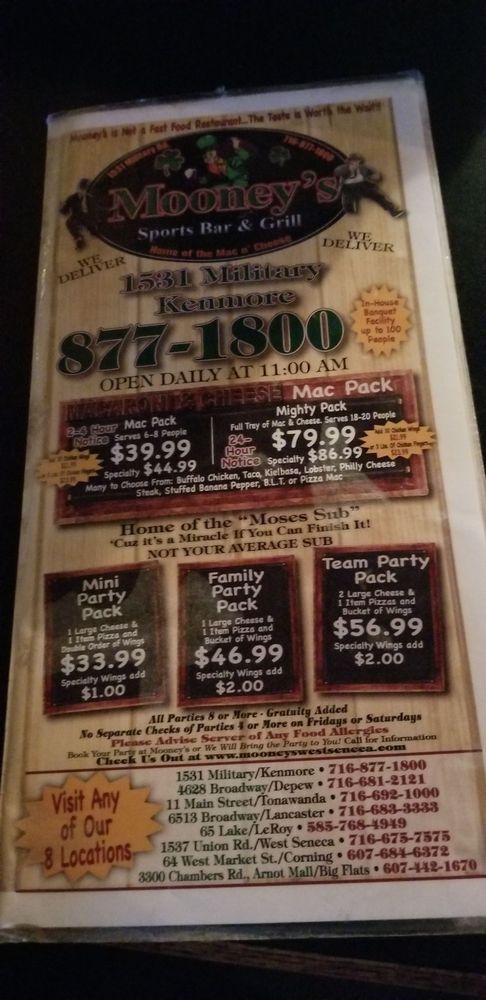 Mooney's is Not a Fast Food Restaurant...The Taste is Worth the Wait!!
1531 Military Rd. 716-877-1800
Mooney's
Sports Bar & Grill
Home of the Mac n' Cheese
WE DELIVER
WE DELIVER
1531 Military
Kenmore
877-1800
OPEN DAILY AT 11:00 AM
In-House
Banquet
Facility
up to 100
People
MACARONI & CHEESE Mac Pack
2-4 Hour
Notice
Mac Pack
Serves 6-8 People
$39.99
Specialty $44.99
Mighty Pack
Full Tray of Mac & Cheese. Serves 18-20 People
24-
Hour
Notice
$79.99
Specialty $86.99
Many to Choose From: Buffalo Chicken, Taco, Kielbasa, Lobster, Philly Cheese
Steak, Stuffed Banana Pepper, B.L.T. or Pizza Mac
Home of the "Moses Sub"
'Cuz it's a Miracle If You Can Finish It!
NOT YOUR AVERAGE SUB
Mini
Party
Pack
1 Large Cheese &
1 Item Pizza and
Double Order of Wings
$33.99
Specialty Wings add
$1.00
Family
Party
Pack
1 Large Cheese &
1 Item Pizza and
Bucket of Wings
$46.99
Specialty Wings add
$2.00
Team Party
Pack
2 Large Cheese &
1 Item Pizzas and
Bucket of Wings
$56.99
Specialty Wings add
$2.00
All Parties 8 or More - Gratuity Added
No Separate Checks of Parties 4 or More on Fridays or Saturdays
Please Advise Server of Any Food Allergies
Book Your Party at Mooney's or We Will Bring the Party to You! Call for Information
Check Us Out at www.mooneyswestseneca.com
Visit Any
of Our
8 Locations
1531 Military/Kenmore • 716-877-1800
4628 Broadway/Depew • 716-681-2121
11 Main Street/Tonawanda • 716-692-1000
6513 Broadway/Lancaster • 716-683-3333
65 Lake/LeRoy • 585-768-4949
1537 Union Rd./West Seneca • 716-675-7575
64 West Market St./Corning • 607-684-6372
3300 Chambers Rd., Arnot Mall/Big Flats • 607-442-1670